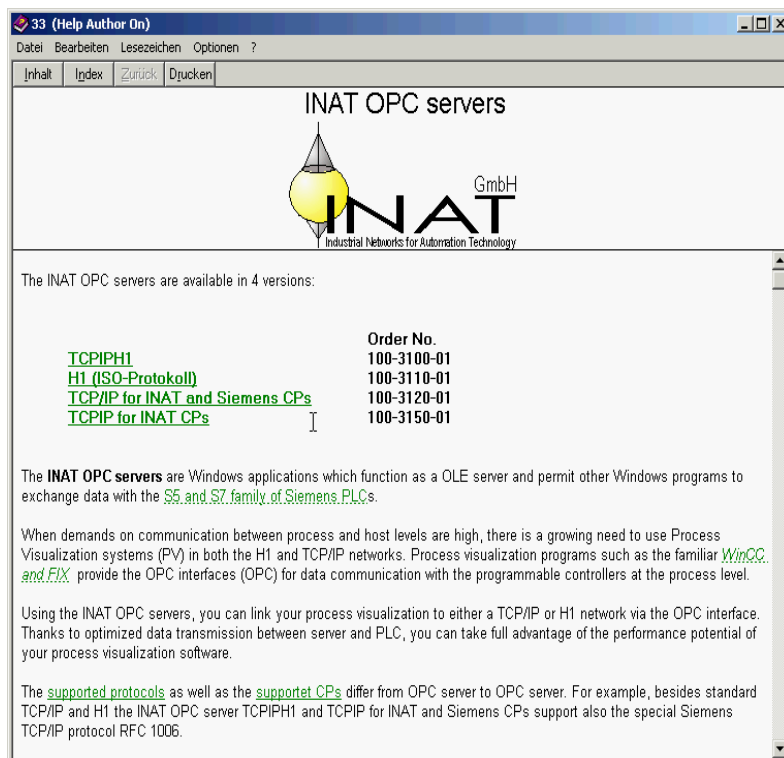 33 (Help Author On)
Datei Bearbeiten Lesezeichen Optionen ?
Inhalt Index Zurück Drucken
INAT OPC servers
GmbH
INAT
Industrial Networks for Automation Technology
The INAT OPC servers are available in 4 versions:
Order No.
TCPIPH1 100-3100-01
H1 (ISO-Protokoll) 100-3110-01
TCP/IP for INAT and Siemens CPs 100-3120-01
TCPIP for INAT CPs 100-3150-01
The INAT OPC servers are Windows applications which function as a OLE server and permit other Windows programs to
exchange data with the S5 and S7 family of Siemens PLCs.
When demands on communication between process and host levels are high, there is a growing need to use Process
Visualization systems (PV) in both the H1 and TCP/IP networks. Process visualization programs such as the familiar WinCC
and FIX provide the OPC interfaces (OPC) for data communication with the programmable controllers at the process level.
Using the INAT OPC servers, you can link your process visualization to either a TCP/IP or H1 network via the OPC interface.
Thanks to optimized data transmission between server and PLC, you can take full advantage of the performance potential of
your process visualization software.
The supported protocols as well as the supportet CPs differ from OPC server to OPC server. For example, besides standard
TCP/IP and H1 the INAT OPC server TCPIPH1 and TCPIP for INAT and Siemens CPs support also the special Siemens
TCP/IP protocol RFC 1006.